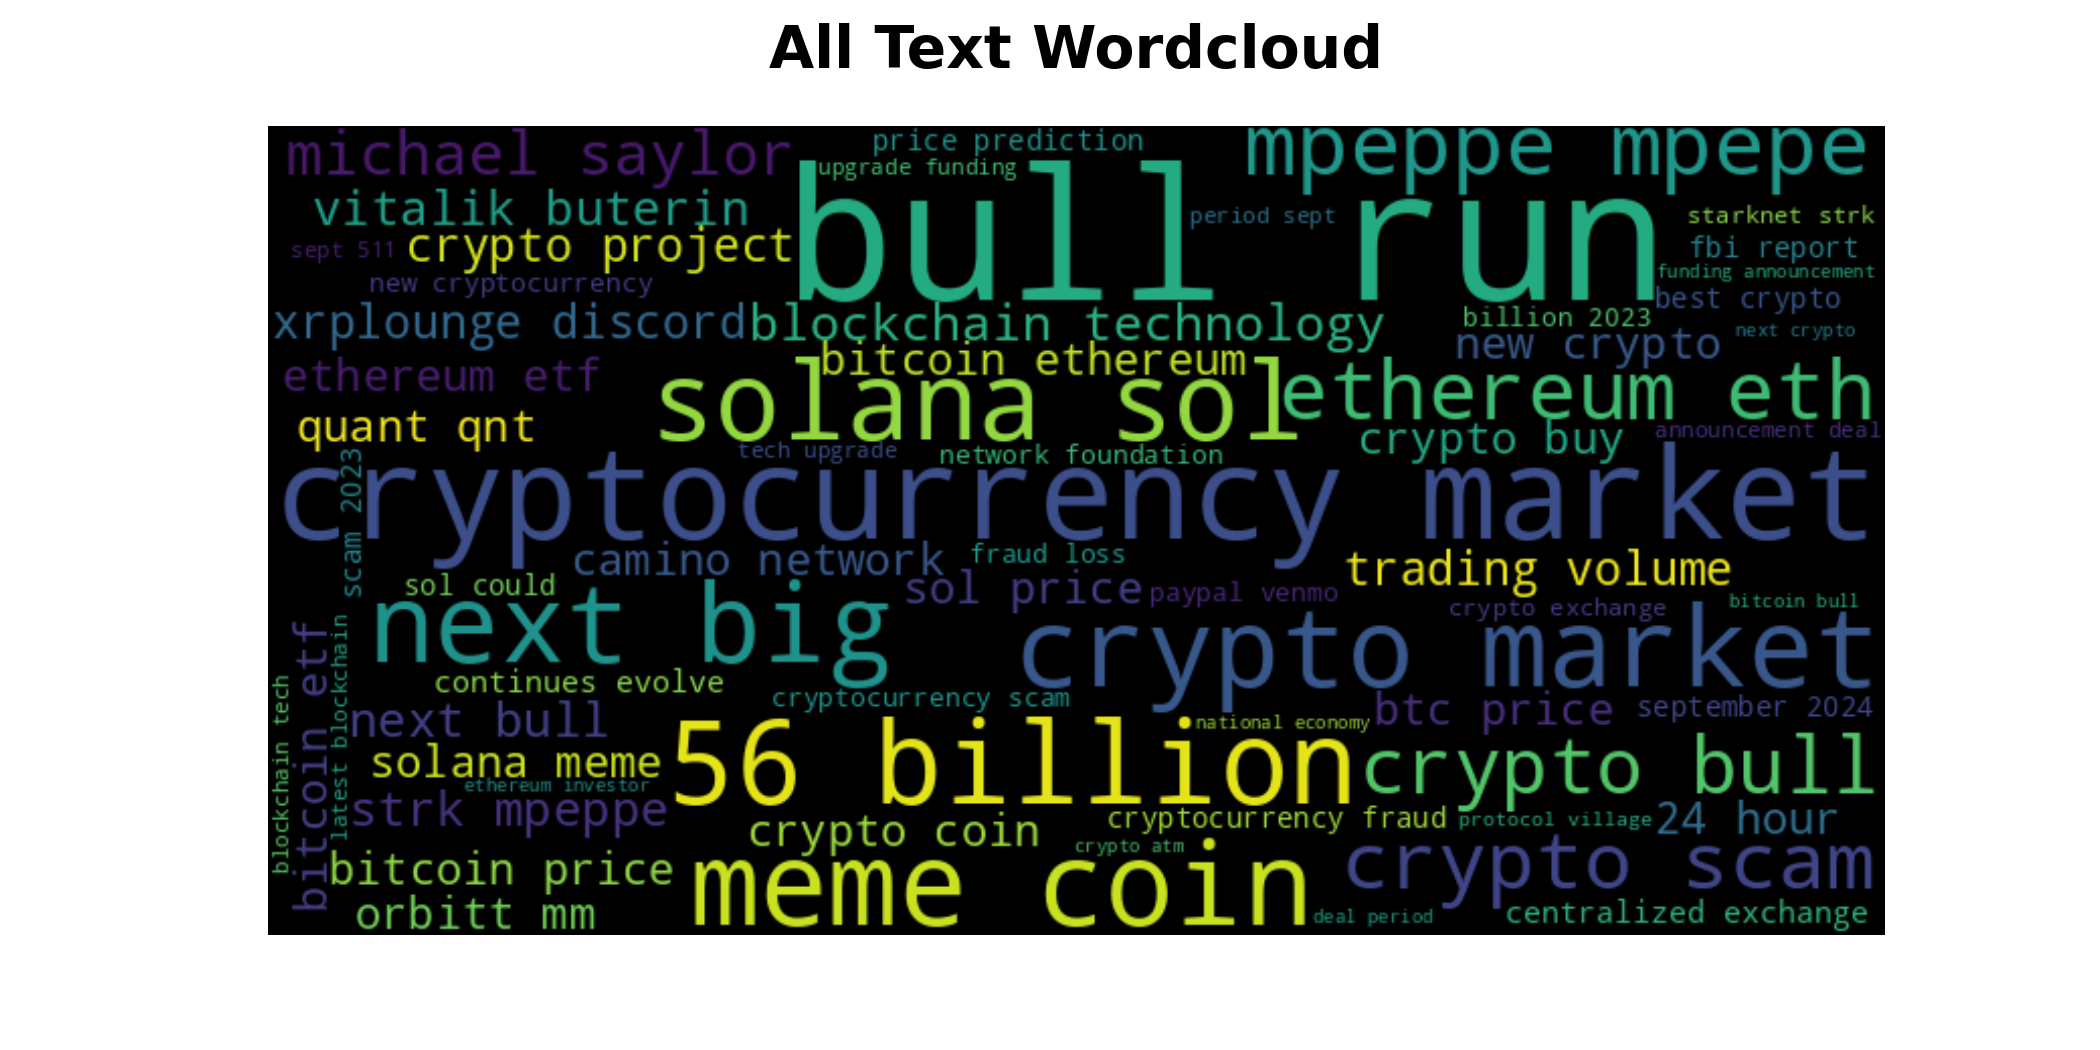 All Text Wordcloud
michael saylor
price prediction
mpeppe mpepe
upgrade funding
bull run
vitalik buterin
period sept
starknet strk
sept 511
crypto project
fbi report
funding announcement
new cryptocurrency
best crypto
xrplounge discord
blockchain technology
billion 2023
new crypto
next crypto
bitcoin ethereum
ethereum etf
solana sol
ethereum eth
quant qnt
crypto buy
announcement deal
tech upgrade
network foundation
cryptocurrency market
scam 2023
camino network
fraud loss
trading volume
sol could
sol price
paypal venmo
next big
crypto exchange
bitcoin bull
crypto market
continues evolve
cryptocurrency scam
btc price
september 2024
blockchain tech
bitcoin etf
latest blockchain
next bull
56 billion
national economy
solana meme
crypto bull
ethereum investor
strk mpeppe
crypto coin
cryptocurrency fraud
protocol village
24 hour
crypto atm
bitcoin price
meme coin
crypto scam
orbitt mm
deal period
centralized exchange